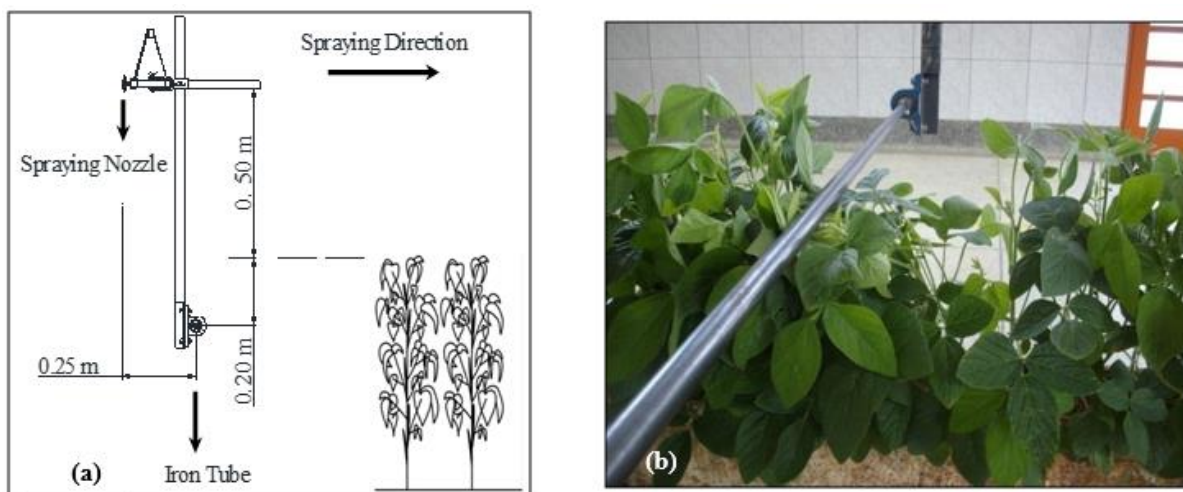 Spraying Direction
Spraying Nozzle
0. 50 m
0.20 m
0.25 m
Iron Tube
(a)
(b)